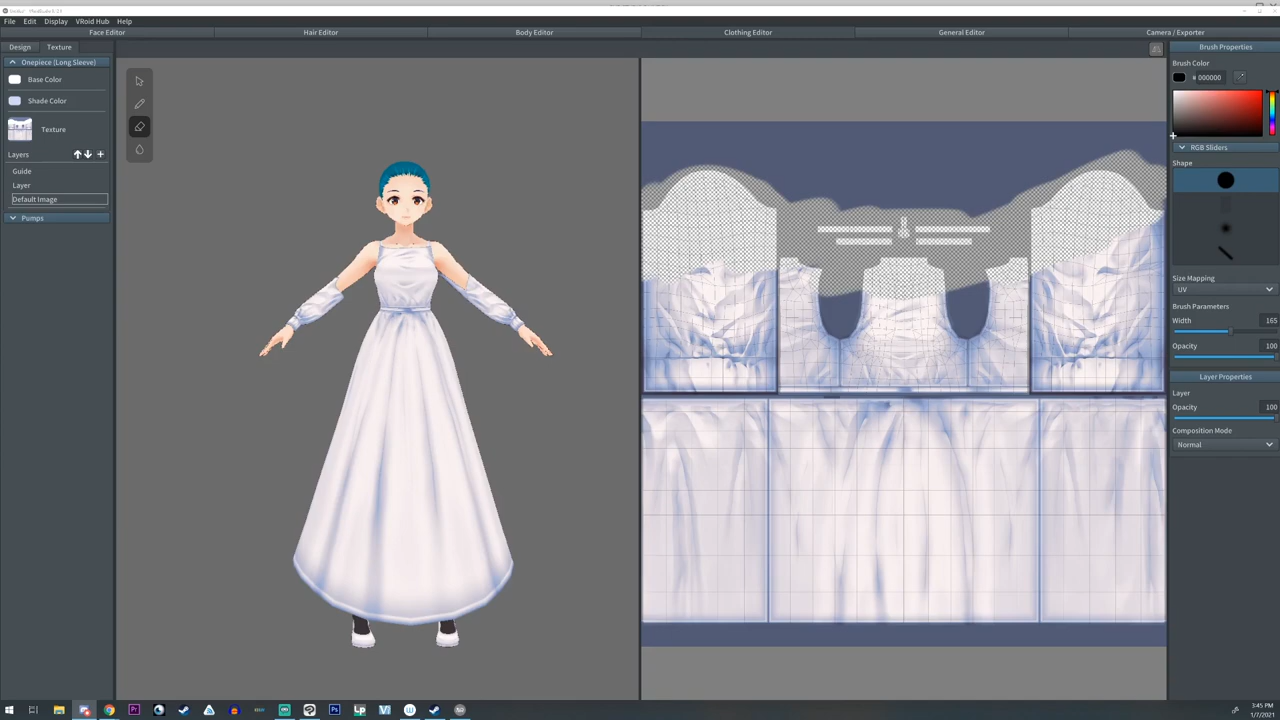 File Edit Display VRoid Hub Help
Face Editor Hair Editor Body Editor Clothing Editor General Editor Camera / Exporter
Design Texture
Onepiece (Long Sleeve)
Base Color
Shade Color
Texture
Layers
Guide
Layer
Default Image
Pumps
Brush Properties
Brush Color
# 000000
RGB Sliders
Shape
Size Mapping
UV
Brush Parameters
Width 165
Opacity 100
Layer Properties
Layer
Opacity 100
Composition Mode
Normal
Pr
Ps
LP
3:45 PM
1/7/2021